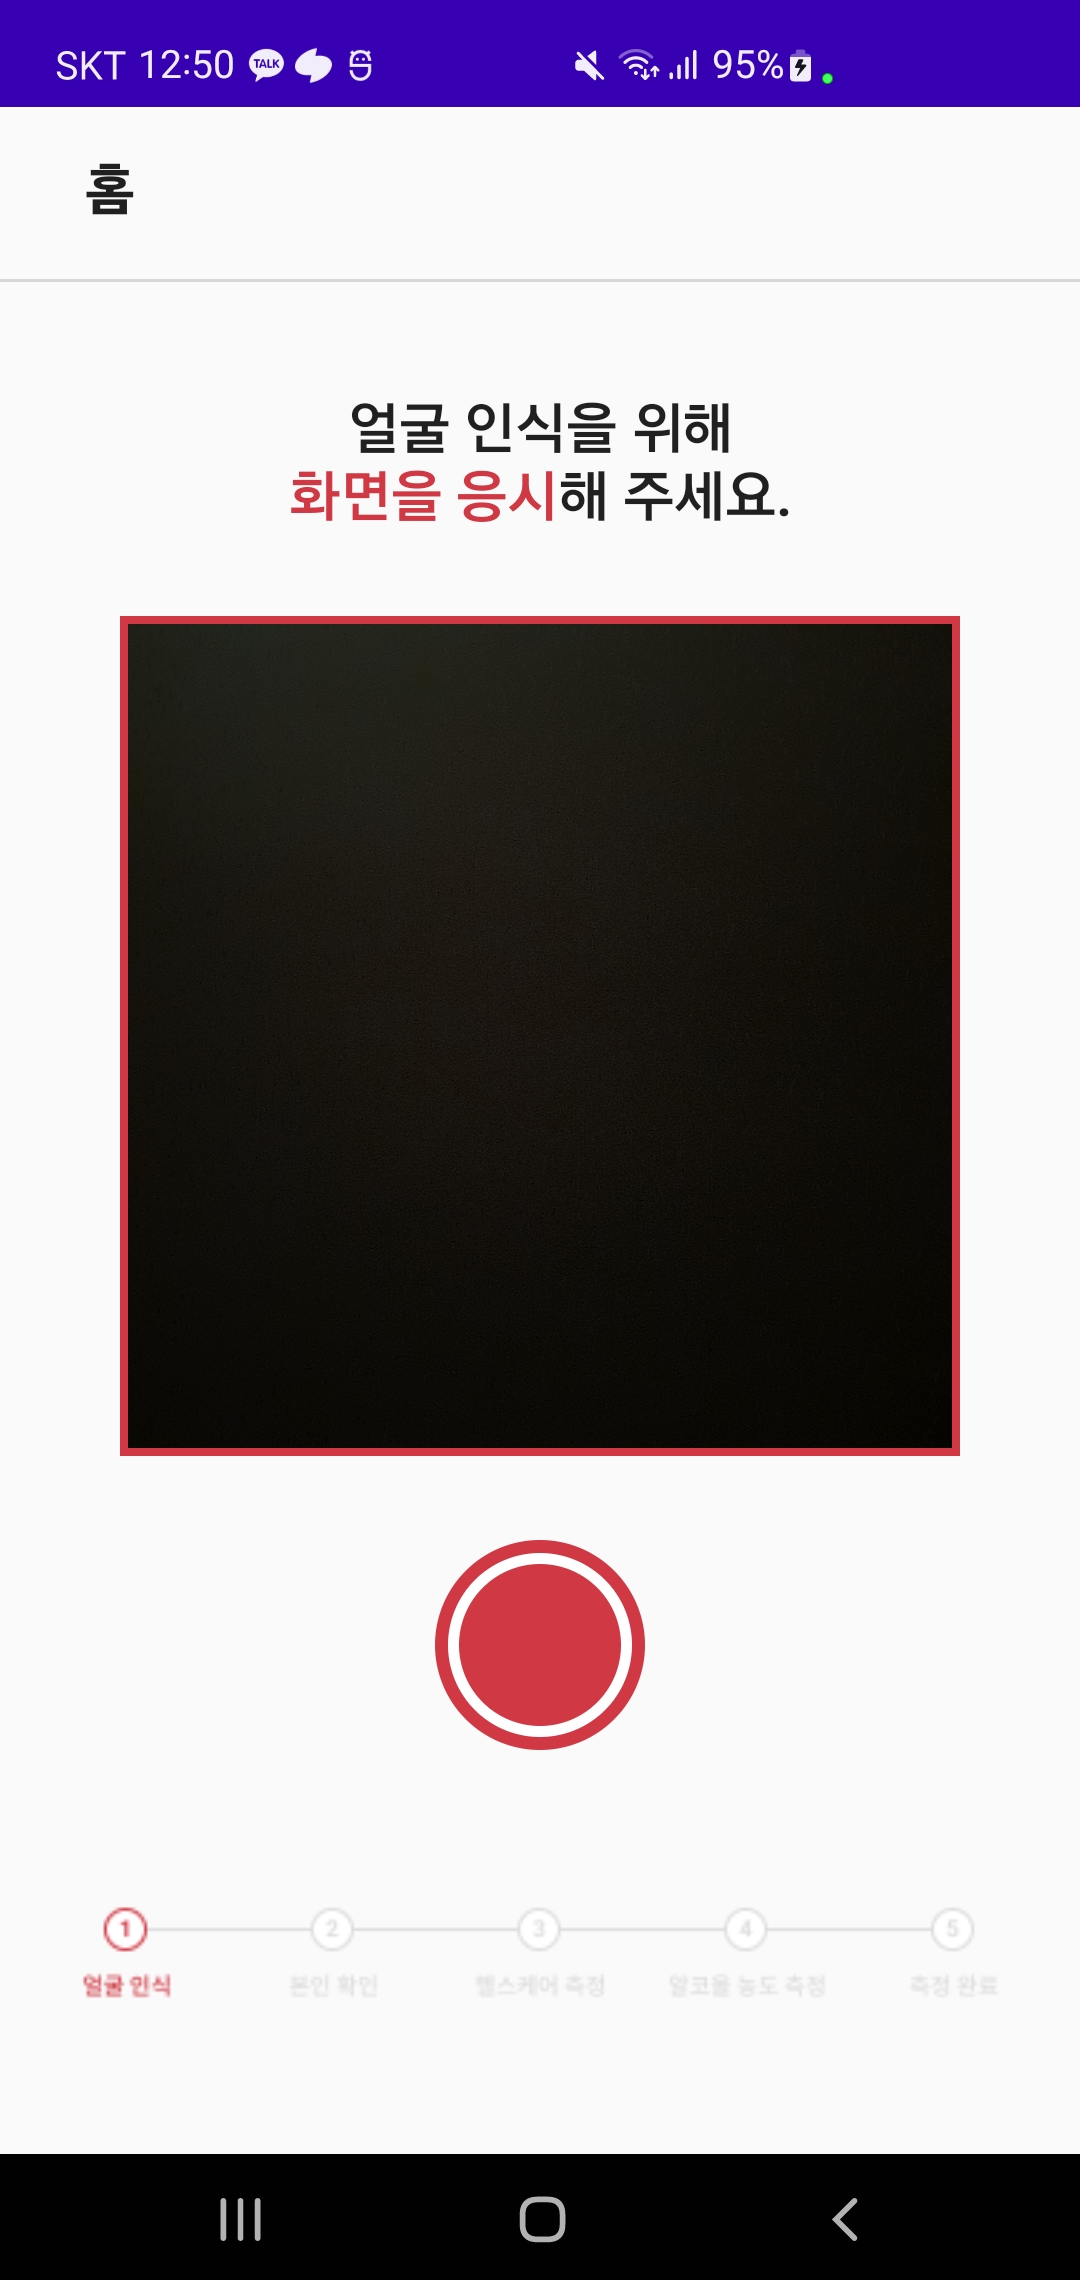 SKT 12:50 TALK 95%
홈
얼굴 인식을 위해
화면을 응시해 주세요.
1 2 3 4 5
얼굴 인식 본인 확인 헬스케어 측정 알코올 농도 측정 측정 완료